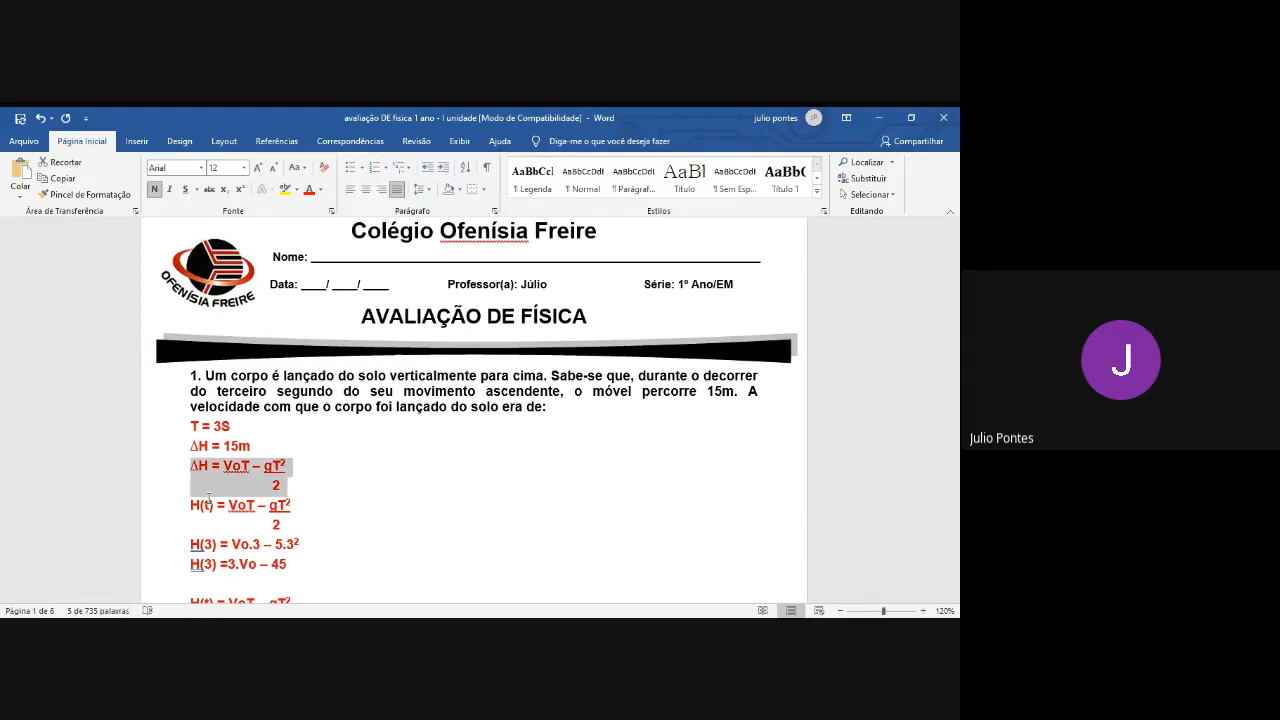 avaliação DE fisica 1 ano - I unidade [Modo de Compatibilidade] - Word
julio pontes
JP
Arquivo Página Inicial Inserir Design Layout Referências Correspondências Revisão Exibir Ajuda Diga-me o que você deseja fazer Compartilhar
Colar
Recortar
Copiar
Pincel de Formatação
Área de Transferência
Arial 12
Fonte
Parágrafo
AaBbCcI AaBbCcDdI AaBbCcDdI AaBl AaBbCcDdI AaBb(
¶ Legenda ¶ Normal ¶ Parágraf... Título ¶ Sem Esp... Título 1
Estilos
Localizar
Substituir
Selecionar
Editando
Colégio Ofenísia Freire
OFENÍSIA FREIRE
Nome: ____________________
Data: ____/ ____/ ____ Professor(a): Júlio Série: 1º Ano/EM
AVALIAÇÃO DE FÍSICA
1. Um corpo é lançado do solo verticalmente para cima. Sabe-se que, durante o decorrer
do terceiro segundo do seu movimento ascendente, o móvel percorre 15m. A
velocidade com que o corpo foi lançado do solo era de:
T = 3S
∆H = 15m
∆H = VoT – gT²
2
H(t) = VoT – gT²
2
H(3) = Vo.3 – 5.3²
H(3) =3.Vo – 45
H(t) = VoT – gT²
Página 1 de 6 5 de 735 palavras 120%
J
Julio Pontes